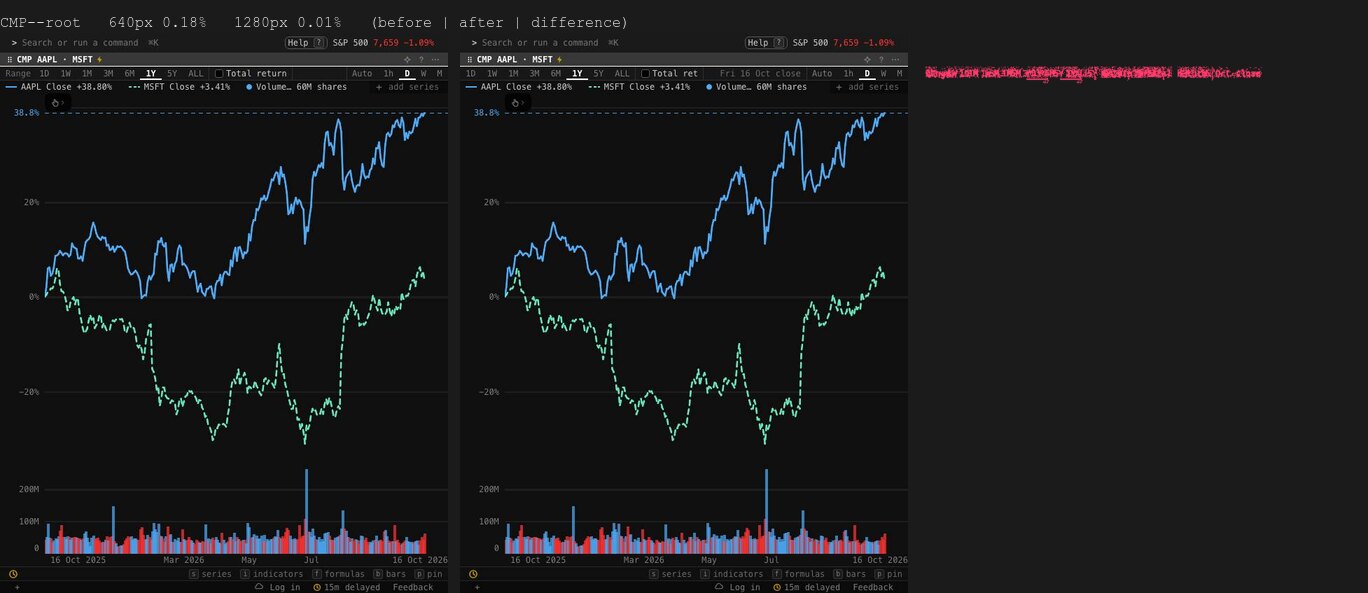 CMP--root 640px 0.18% 1280px 0.01% (before | after | difference)
> Search or run a command ⌘K Help ? S&P 500 7,659 −1.09%
CMP AAPL · MSFT ? ···
Range 1D 1W 1M 3M 6M 1Y 5Y ALL Total return Auto 1h D W M
AAPL Close +38.80% MSFT Close +3.41% Volume… 60M shares + add series
38.8%
20%
0%
−20%
200M
100M
0
16 Oct 2025 Mar 2026 May Jul 16 Oct 2026
s series i indicators f formulas b bars p pin
+ Log in 15m delayed Feedback
> Search or run a command ⌘K Help ? S&P 500 7,659 −1.09%
CMP AAPL · MSFT ? ···
1D 1W 1M 3M 6M 1Y 5Y ALL Total ret Fri 16 Oct close Auto 1h D W M
AAPL Close +38.80% MSFT Close +3.41% Volume… 60M shares + add series
38.8%
20%
0%
−20%
200M
100M
0
16 Oct 2025 Mar 2026 May Jul 16 Oct 2026
s series i indicators f formulas b bars p pin
+ Log in 15m delayed Feedback